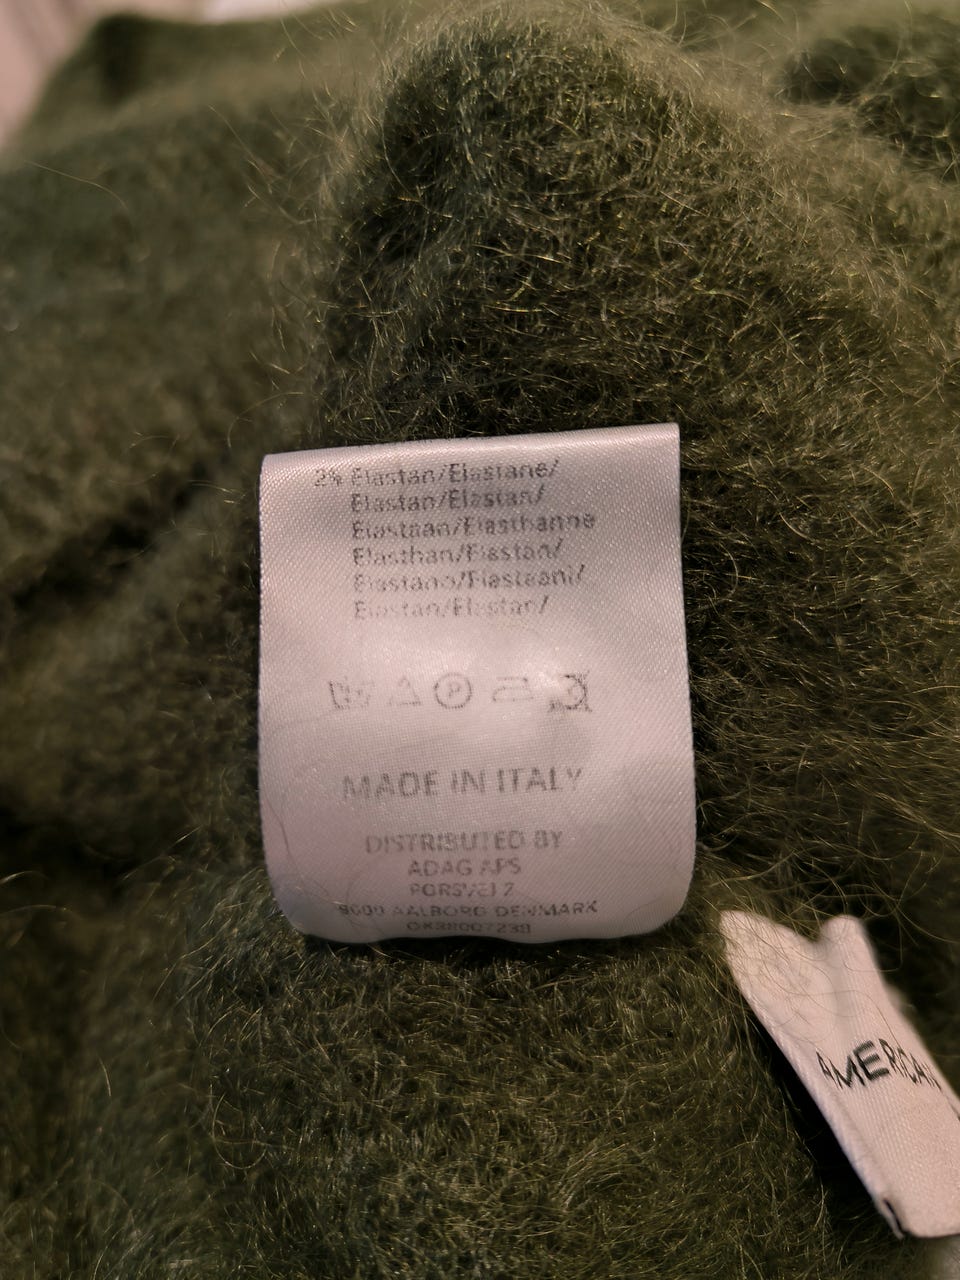 2% Elastan/Elastane/
Elastan/Elastan/
Elastaan/Elasthanne
Elasthan/Elastan/
Elastano/Elastaani/
Elastan/Elastan/
P
MADE IN ITALY
DISTRIBUTED BY
ADAG APS
PORSVEJ 2
9000 AALBORG DENMARK
AMERICAN